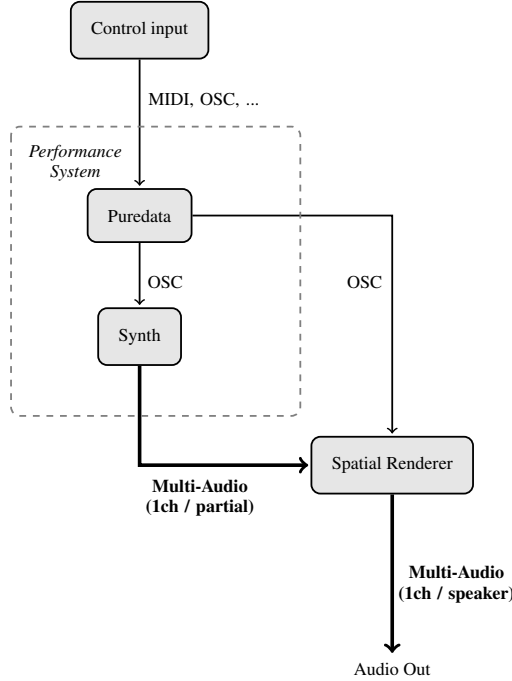 Control input
MIDI, OSC, ...
Performance
System
Puredata
OSC
OSC
Synth
Spatial Renderer
Multi-Audio
(1ch / partial)
Multi-Audio
(1ch / speaker)
Audio Out